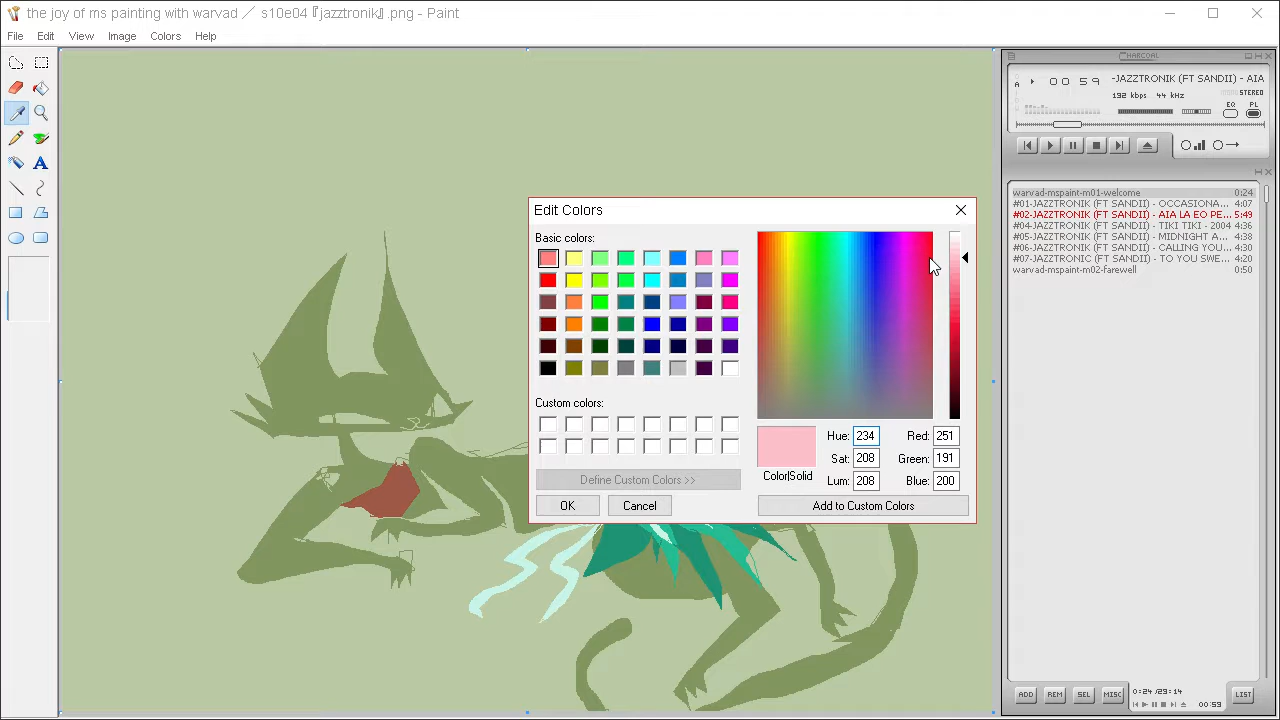 the joy of ms painting with warvad ／ s10e04『jazztronik』.png - Paint
File Edit View Image Colors Help
A
Edit Colors
Basic colors:
Custom colors:
Define Custom Colors >>
OK Cancel
Color|Solid
Hue: 234 Red: 251
Sat: 208 Green: 191
Lum: 208 Blue: 200
Add to Custom Colors
CHARCOAL
00 59 -JAZZTRONIK (FT SANDII) - AIA
192 kbps 44 kHz STEREO
EQ PL
warvad-mspaint-m01-welcome 0:24
#01-JAZZTRONIK (FT SANDII) - OCCASIONA... 4:07
#02-JAZZTRONIK (FT SANDII) - AIA LA EO PE... 5:49
#04-JAZZTRONIK (FT SANDII) - TIKI TIKI - 2004 4:36
#05-JAZZTRONIK (FT SANDII) - MIDNIGHT A... 4:38
#06-JAZZTRONIK (FT SANDII) - CALLING YOU... 4:20
#07-JAZZTRONIK (FT SANDII) - TO YOU SWE... 4:20
warvad-mspaint-m02-farewell
ADD REM SEL MISC 0:24/29:14 00:59 LIST